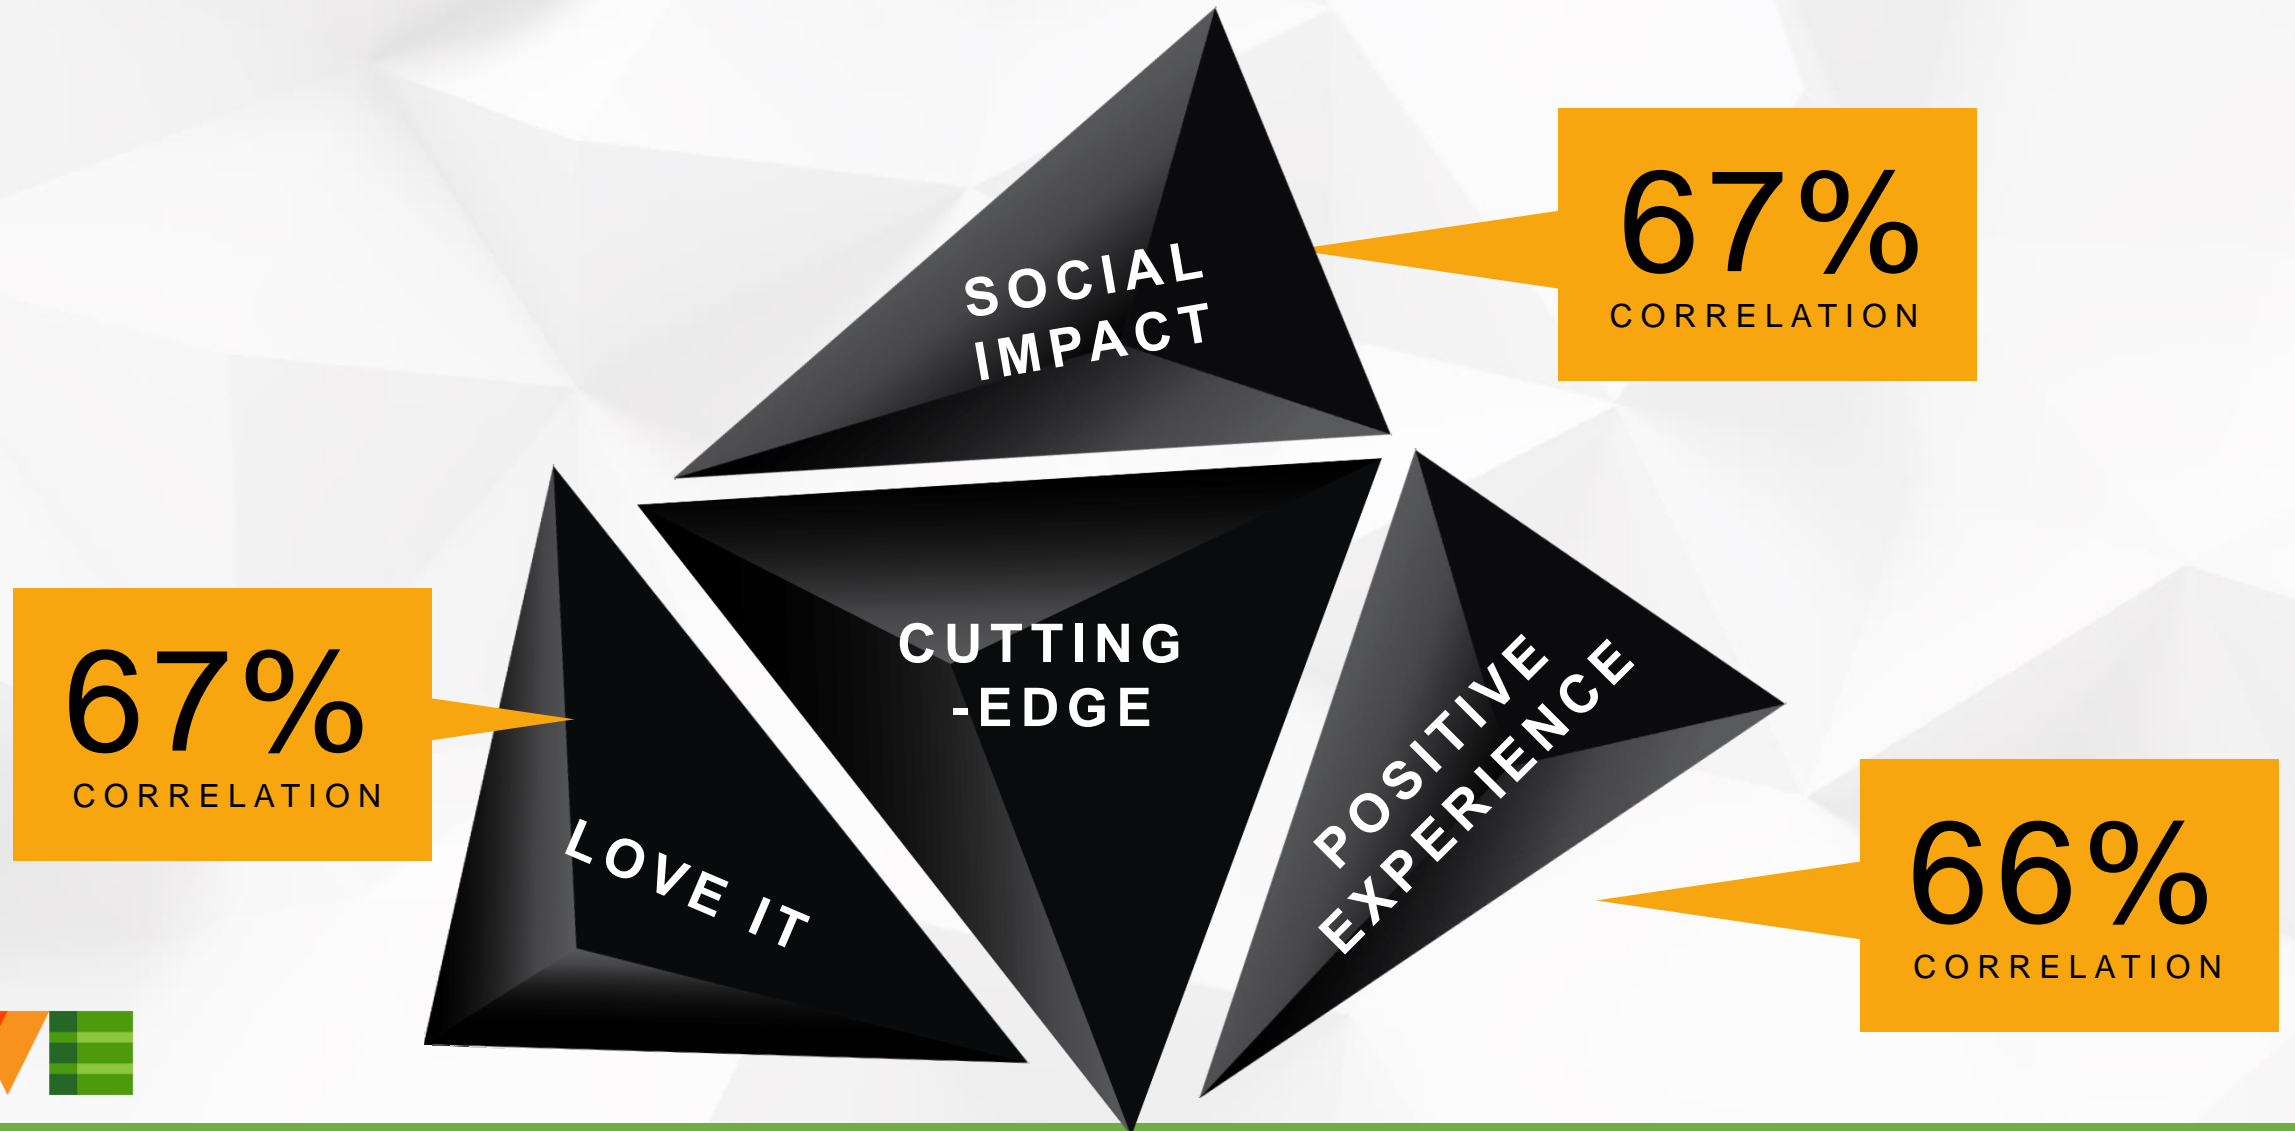 SOCIAL
IMPACT
67%
CORRELATION
CUTTING
-EDGE
67%
CORRELATION
LOVE IT
POSITIVE
EXPERIENCE
66%
CORRELATION